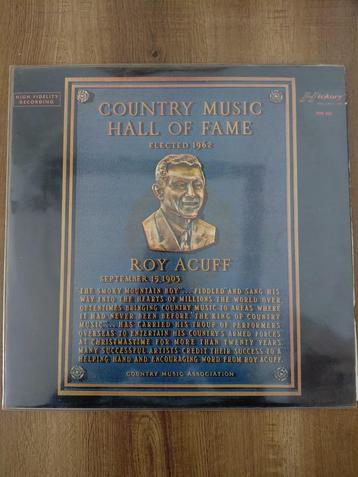 HIGH FIDELITY
RECORDING
Hickory
COUNTRY MUSIC
HALL OF FAME
ELECTED 1962
ROY ACUFF
SEPTEMBER 15, 1903
"THE SMOKY MOUNTAIN BOY"... FIDDLED AND SANG HIS
WAY INTO THE HEARTS OF MILLIONS THE WORLD OVER,
OFTENTIMES BRINGING COUNTRY MUSIC TO AREAS WHERE
IT HAD NEVER BEEN BEFORE. "THE KING OF COUNTRY
MUSIC"... HAS CARRIED HIS TROUP OF PERFORMERS
OVERSEAS TO ENTERTAIN HIS COUNTRY'S ARMED FORCES
AT CHRISTMASTIME FOR MORE THAN TWENTY YEARS.
MANY SUCCESSFUL ARTISTS CREDIT THEIR SUCCESS TO A
HELPING HAND AND ENCOURAGING WORD FROM ROY ACUFF.
COUNTRY MUSIC ASSOCIATION